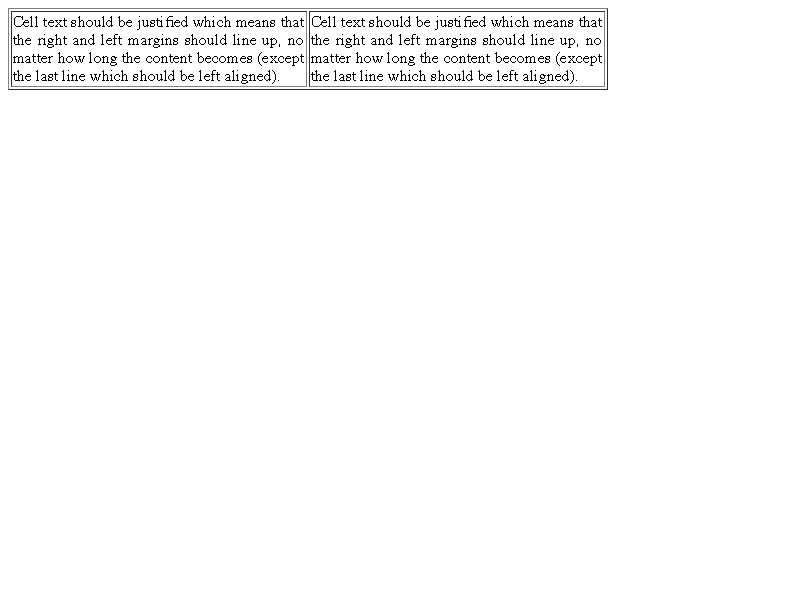 Cell text should be justified which means that
the right and left margins should line up, no
matter how long the content becomes (except
the last line which should be left aligned).
Cell text should be justified which means that
the right and left margins should line up, no
matter how long the content becomes (except
the last line which should be left aligned).